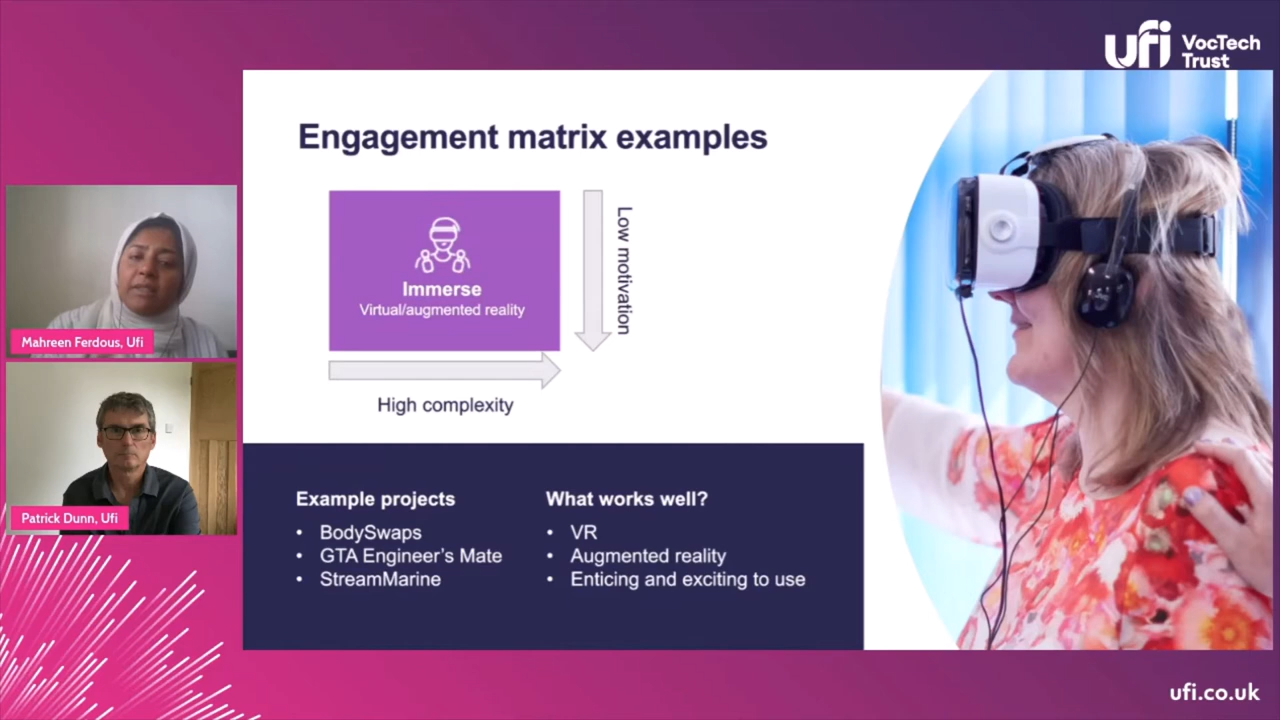 ufi VocTech
Trust
Engagement matrix examples
Immerse
Virtual/augmented reality
Low motivation
High complexity
Mahreen Ferdous, Ufi
Patrick Dunn, Ufi
Example projects
• BodySwaps
• GTA Engineer's Mate
• StreamMarine
What works well?
• VR
• Augmented reality
• Enticing and exciting to use
ufi.co.uk